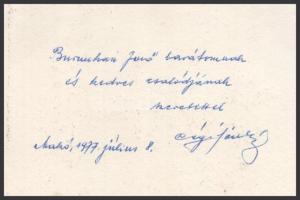 Jenő barátomnak
és kedves családjának
szeretettel
Makó, 1977. július 8.